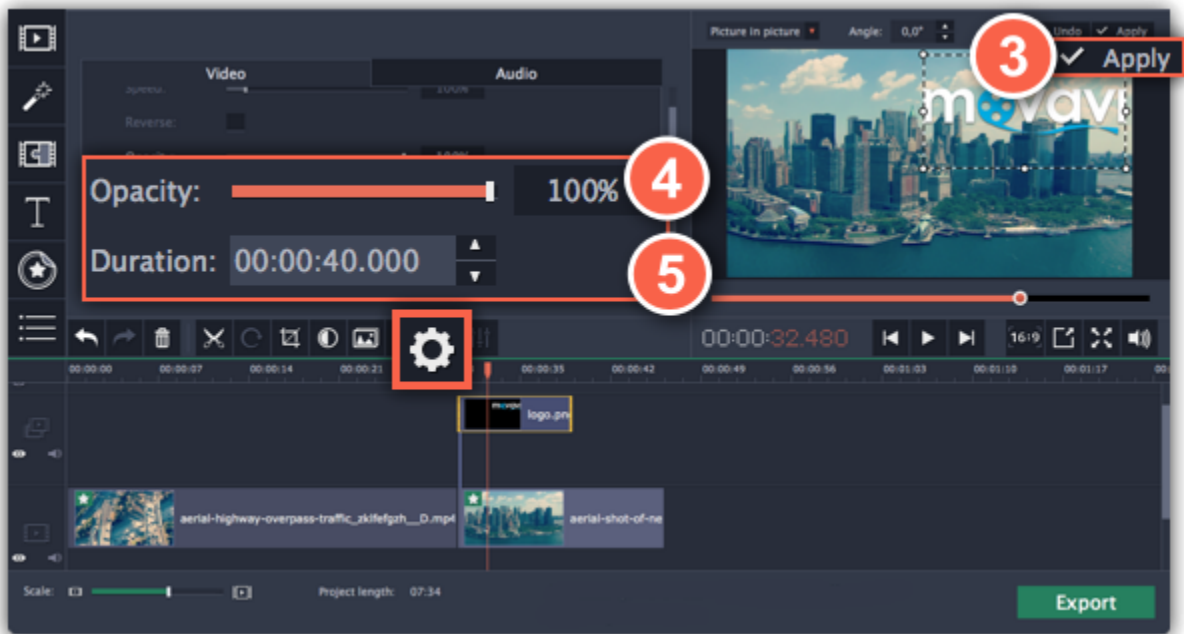 Picture in picture Angle: 0,0° Undo Apply
3 Apply
movavi
Video Audio
Speed: 100%
Reverse:
Opacity: 100% 4
Duration: 00:00:40.000 5
00:00:32.480 16:9
00:00:00 00:00:07 00:00:14 00:00:21 00:00:35 00:00:42 00:00:49 00:00:56 00:01:03 00:01:10 00:01:17 00:
movavi logo.pn
aerial-highway-overpass-traffic_zklfefgzh__D.mp4 aerial-shot-of-ne
Scale: Project length: 07:34
Export